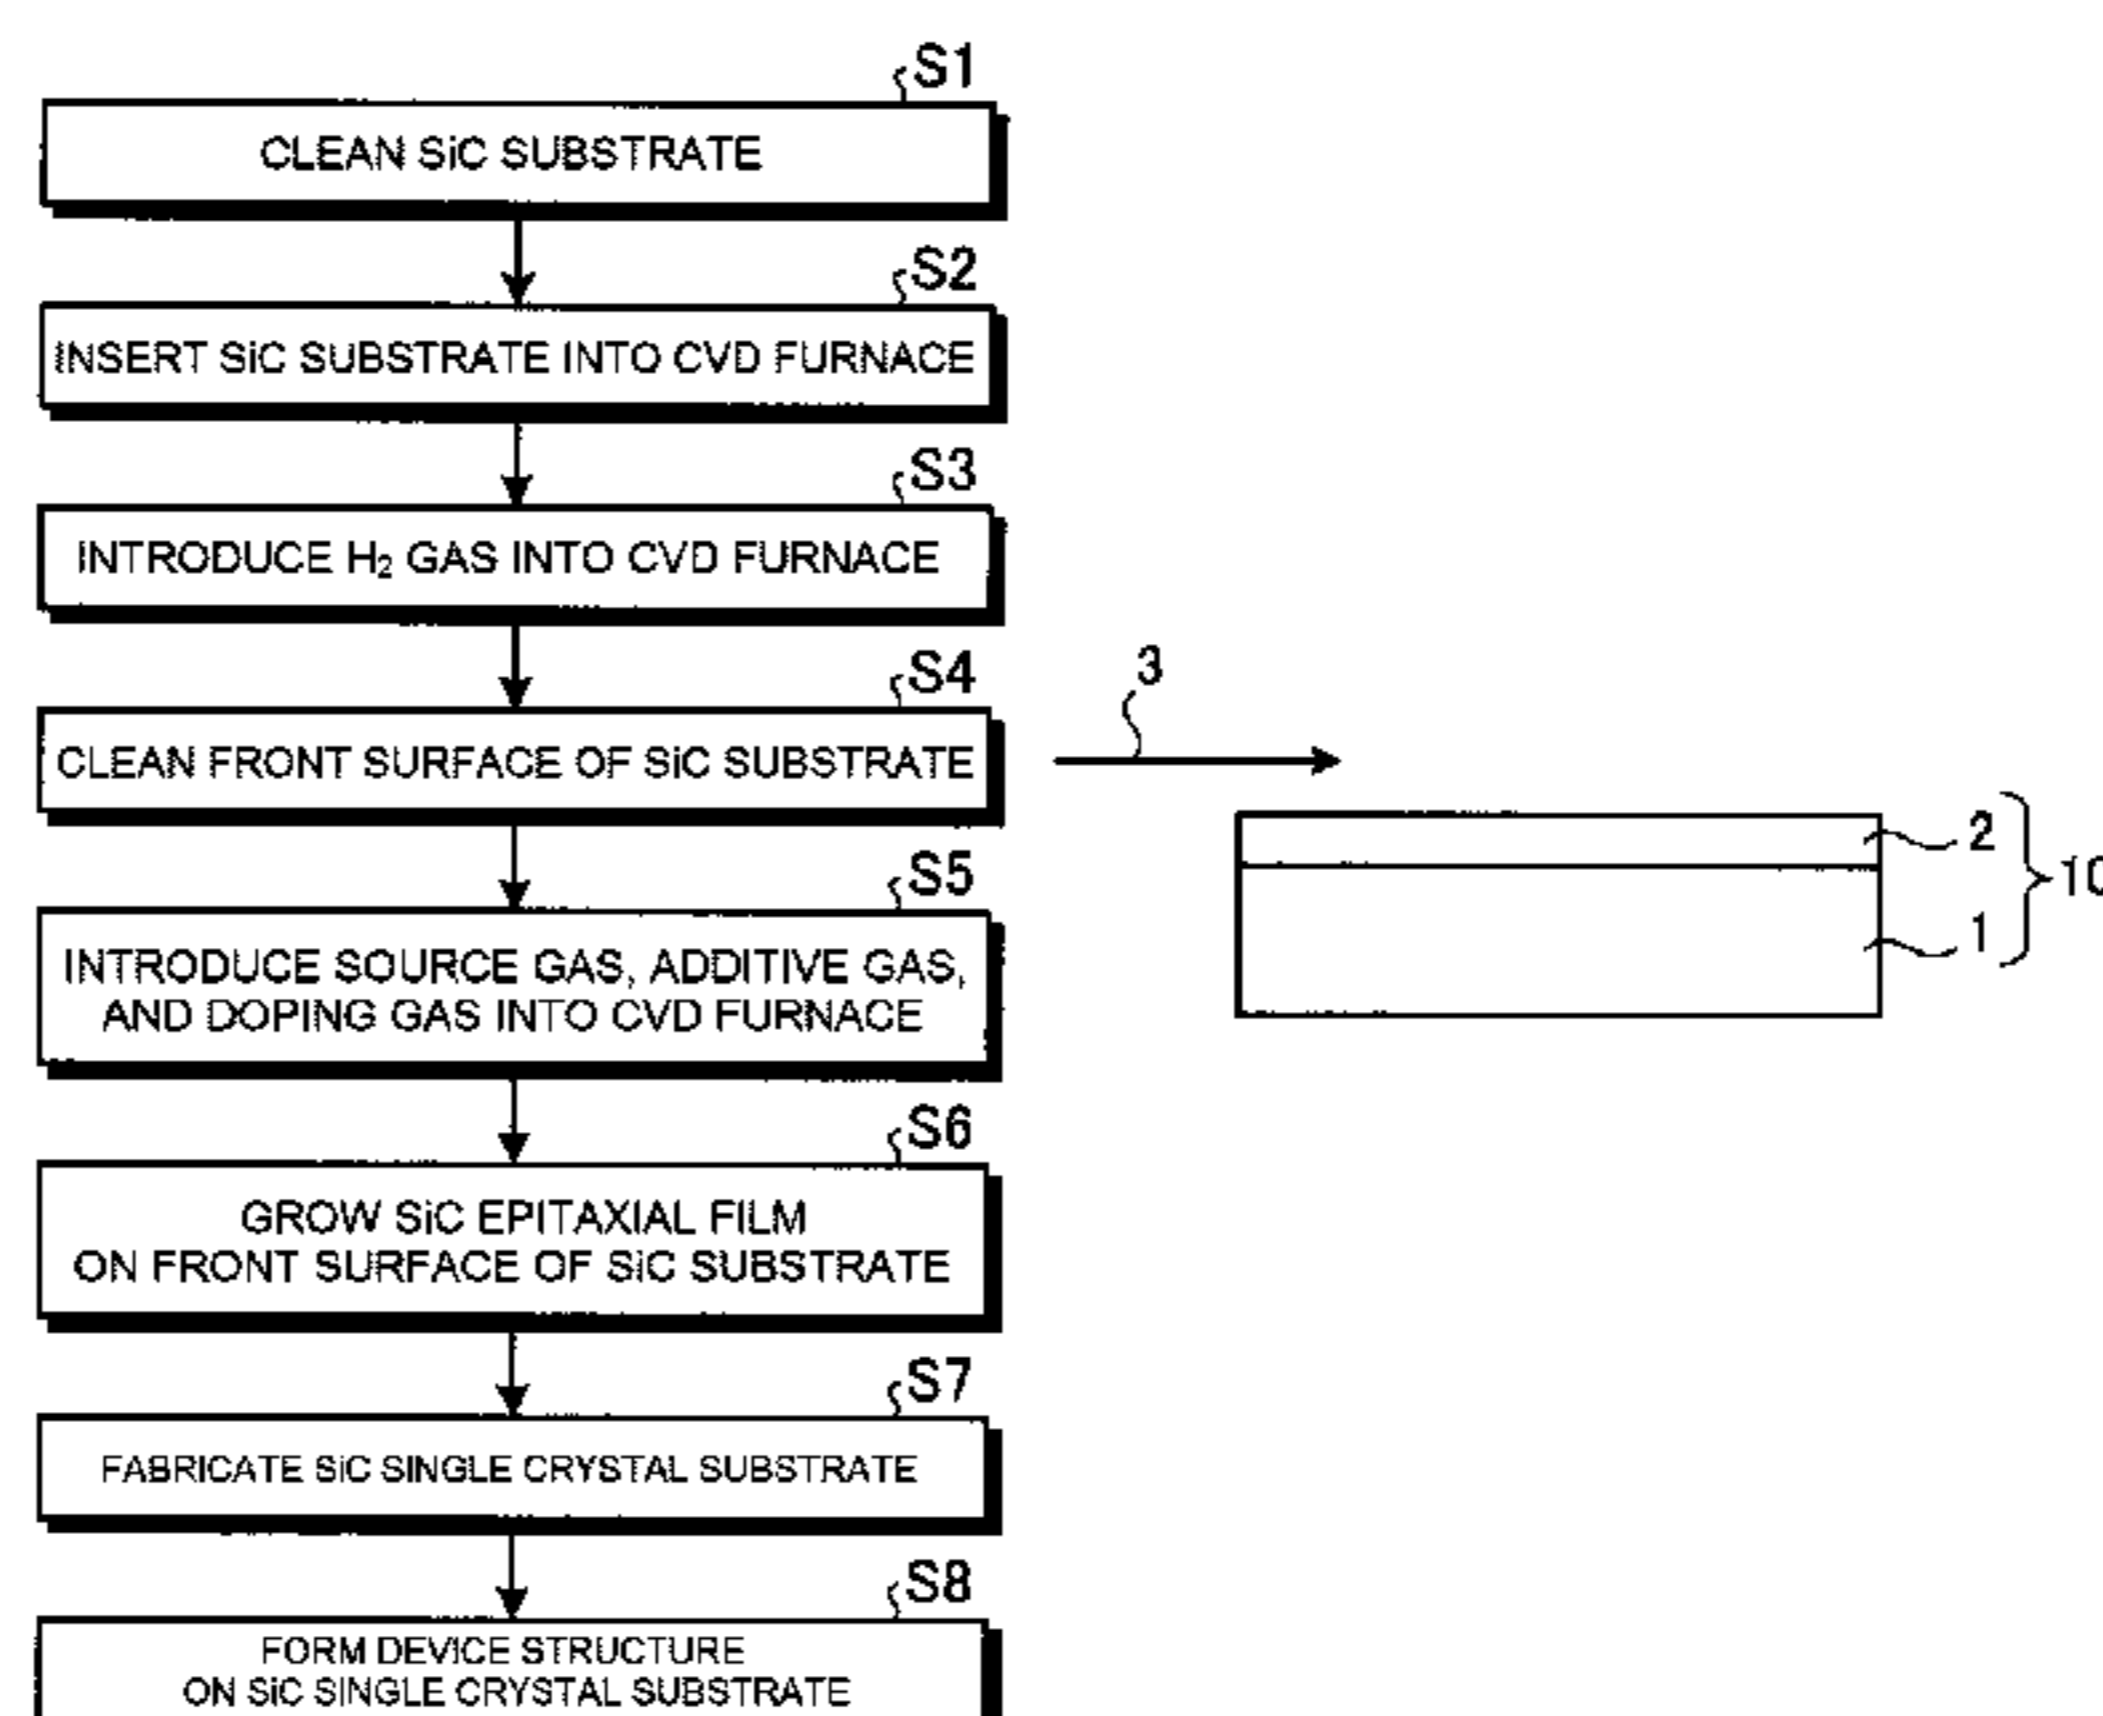 S1
CLEAN SiC SUBSTRATE
S2
INSERT SiC SUBSTRATE INTO CVD FURNACE
S3
INTRODUCE H₂ GAS INTO CVD FURNACE
S4
CLEAN FRONT SURFACE OF SiC SUBSTRATE
S5
INTRODUCE SOURCE GAS, ADDITIVE GAS,
AND DOPING GAS INTO CVD FURNACE
S6
GROW SiC EPITAXIAL FILM
ON FRONT SURFACE OF SiC SUBSTRATE
S7
FABRICATE SiC SINGLE CRYSTAL SUBSTRATE
S8
FORM DEVICE STRUCTURE
ON SiC SINGLE CRYSTAL SUBSTRATE
3
2
10
1